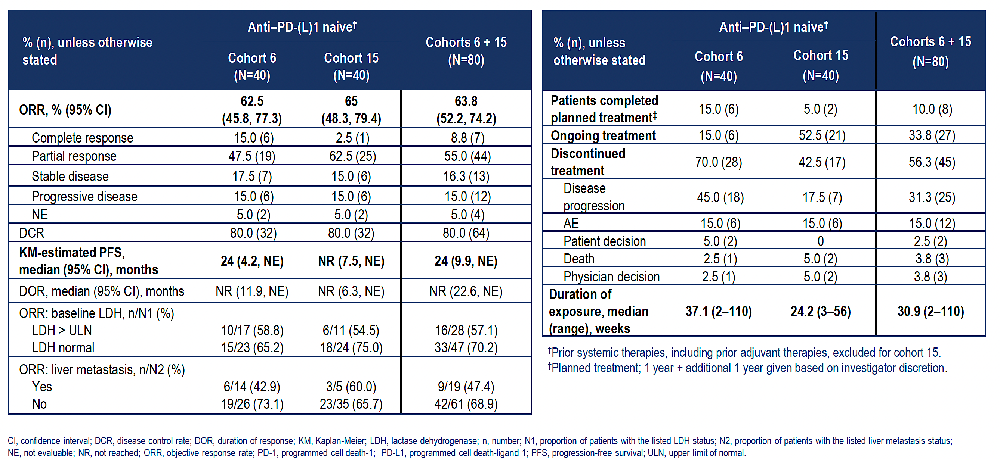 % (n), unless otherwise
stated
Anti–PD-(L)1 naive†
Cohort 6
(N=40)
Cohort 15
(N=40)
Cohorts 6 + 15
(N=80)
ORR, % (95% CI)
62.5
(45.8, 77.3)
65
(48.3, 79.4)
63.8
(52.2, 74.2)
Complete response 15.0 (6) 2.5 (1) 8.8 (7)
Partial response 47.5 (19) 62.5 (25) 55.0 (44)
Stable disease 17.5 (7) 15.0 (6) 16.3 (13)
Progressive disease 15.0 (6) 15.0 (6) 15.0 (12)
NE 5.0 (2) 5.0 (2) 5.0 (4)
DCR 80.0 (32) 80.0 (32) 80.0 (64)
KM-estimated PFS,
median (95% CI), months
24 (4.2, NE) NR (7.5, NE) 24 (9.9, NE)
DOR, median (95% CI), months NR (11.9, NE) NR (6.3, NE) NR (22.6, NE)
ORR: baseline LDH, n/N1 (%)
LDH > ULN 10/17 (58.8) 6/11 (54.5) 16/28 (57.1)
LDH normal 15/23 (65.2) 18/24 (75.0) 33/47 (70.2)
ORR: liver metastasis, n/N2 (%)
Yes 6/14 (42.9) 3/5 (60.0) 9/19 (47.4)
No 19/26 (73.1) 23/35 (65.7) 42/61 (68.9)
% (n), unless
otherwise stated
Anti–PD-(L)1 naive†
Cohort 6
(N=40)
Cohort 15
(N=40)
Cohorts 6 + 15
(N=80)
Patients completed
planned treatment‡
15.0 (6) 5.0 (2) 10.0 (8)
Ongoing treatment 15.0 (6) 52.5 (21) 33.8 (27)
Discontinued
treatment
70.0 (28) 42.5 (17) 56.3 (45)
Disease
progression
45.0 (18) 17.5 (7) 31.3 (25)
AE 15.0 (6) 15.0 (6) 15.0 (12)
Patient decision 5.0 (2) 0 2.5 (2)
Death 2.5 (1) 5.0 (2) 3.8 (3)
Physician decision 2.5 (1) 5.0 (2) 3.8 (3)
Duration of
exposure, median
(range), weeks
37.1 (2–110) 24.2 (3–56) 30.9 (2–110)
†Prior systemic therapies, including prior adjuvant therapies, excluded for cohort 15.
‡Planned treatment; 1 year + additional 1 year given based on investigator discretion.
CI, confidence interval; DCR, disease control rate; DOR, duration of response; KM, Kaplan-Meier; LDH, lactase dehydrogenase; n, number; N1, proportion of patients with the listed LDH status; N2, proportion of patients with the listed liver metastasis status;
NE, not evaluable; NR, not reached; ORR, objective response rate; PD-1, programmed cell death-1; PD-L1, programmed cell death-ligand 1; PFS, progression-free survival; ULN, upper limit of normal.